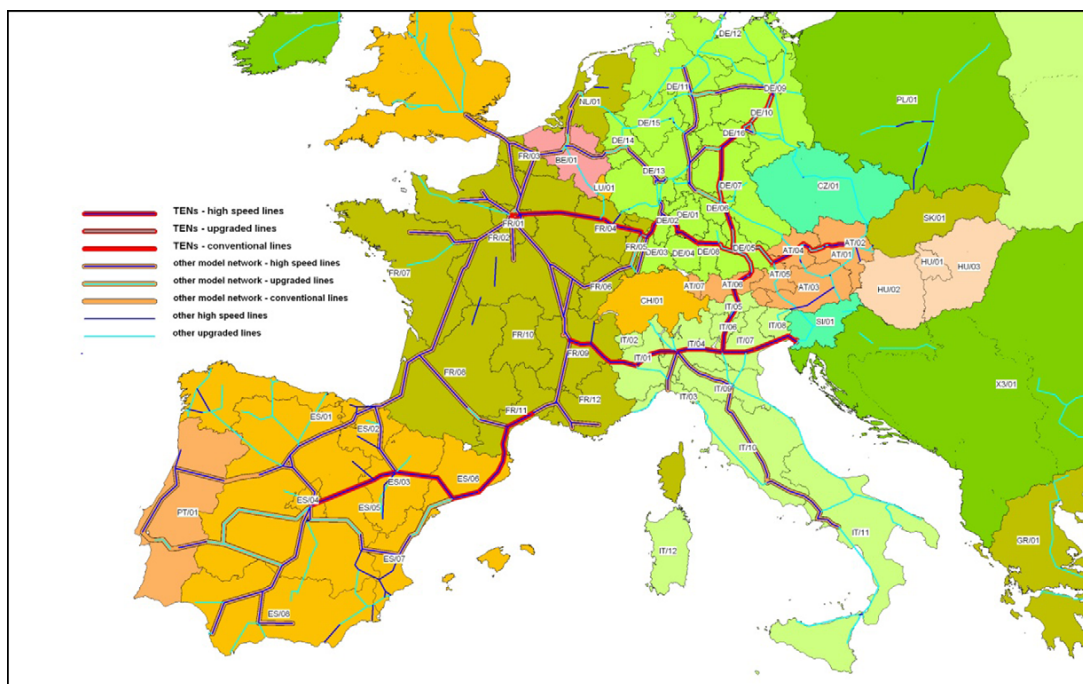 DE/12
DE/11
DE/09
NL/01
DE/10
PL/01
DE/15
DE/16
DE/14
FR/03
BE/01
DE/13
DE/07
CZ/01
LU/01
DE/06
SK/01
TENs - high speed lines
TENs - upgraded lines
TENs - conventional lines
other model network - high speed lines
other model network - upgraded lines
other model network - conventional lines
other high speed lines
other upgraded lines
FR/01
FR/02
FR/04
DE/02
DE/01
FR/05
DE/03
DE/04
DE/08
DE/05
AT/04
AT/02
AT/01
HU/01
HU/03
FR/07
FR/06
CH/01
AT/07
AT/06
AT/05
AT/03
HU/02
IT/05
SI/01
FR/10
IT/02
IT/06
IT/08
IT/07
FR/09
IT/01
IT/04
FR/08
IT/09
X3/01
FR/12
IT/03
FR/11
ES/01
ES/02
IT/10
ES/03
ES/06
ES/04
ES/05
PT/01
IT/11
GR/01
IT/12
ES/07
ES/08